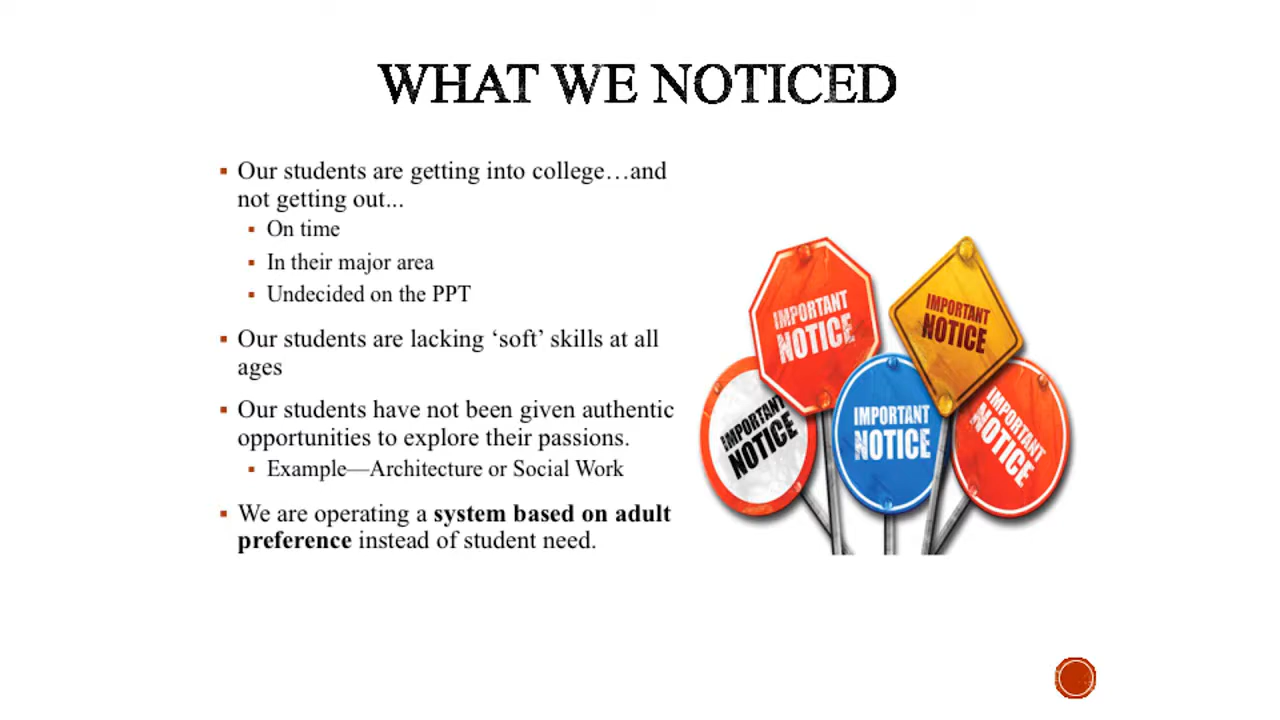 WHAT WE NOTICED
Our students are getting into college…and
not getting out...
On time
In their major area
Undecided on the PPT
Our students are lacking ‘soft’ skills at all
ages
Our students have not been given authentic
opportunities to explore their passions.
Example—Architecture or Social Work
We are operating a system based on adult
preference instead of student need.
IMPORTANT
NOTICE
IMPORTANT
NOTICE
IMPORTANT
NOTICE
IMPORTANT
NOTICE
IMPORTANT
NOTICE